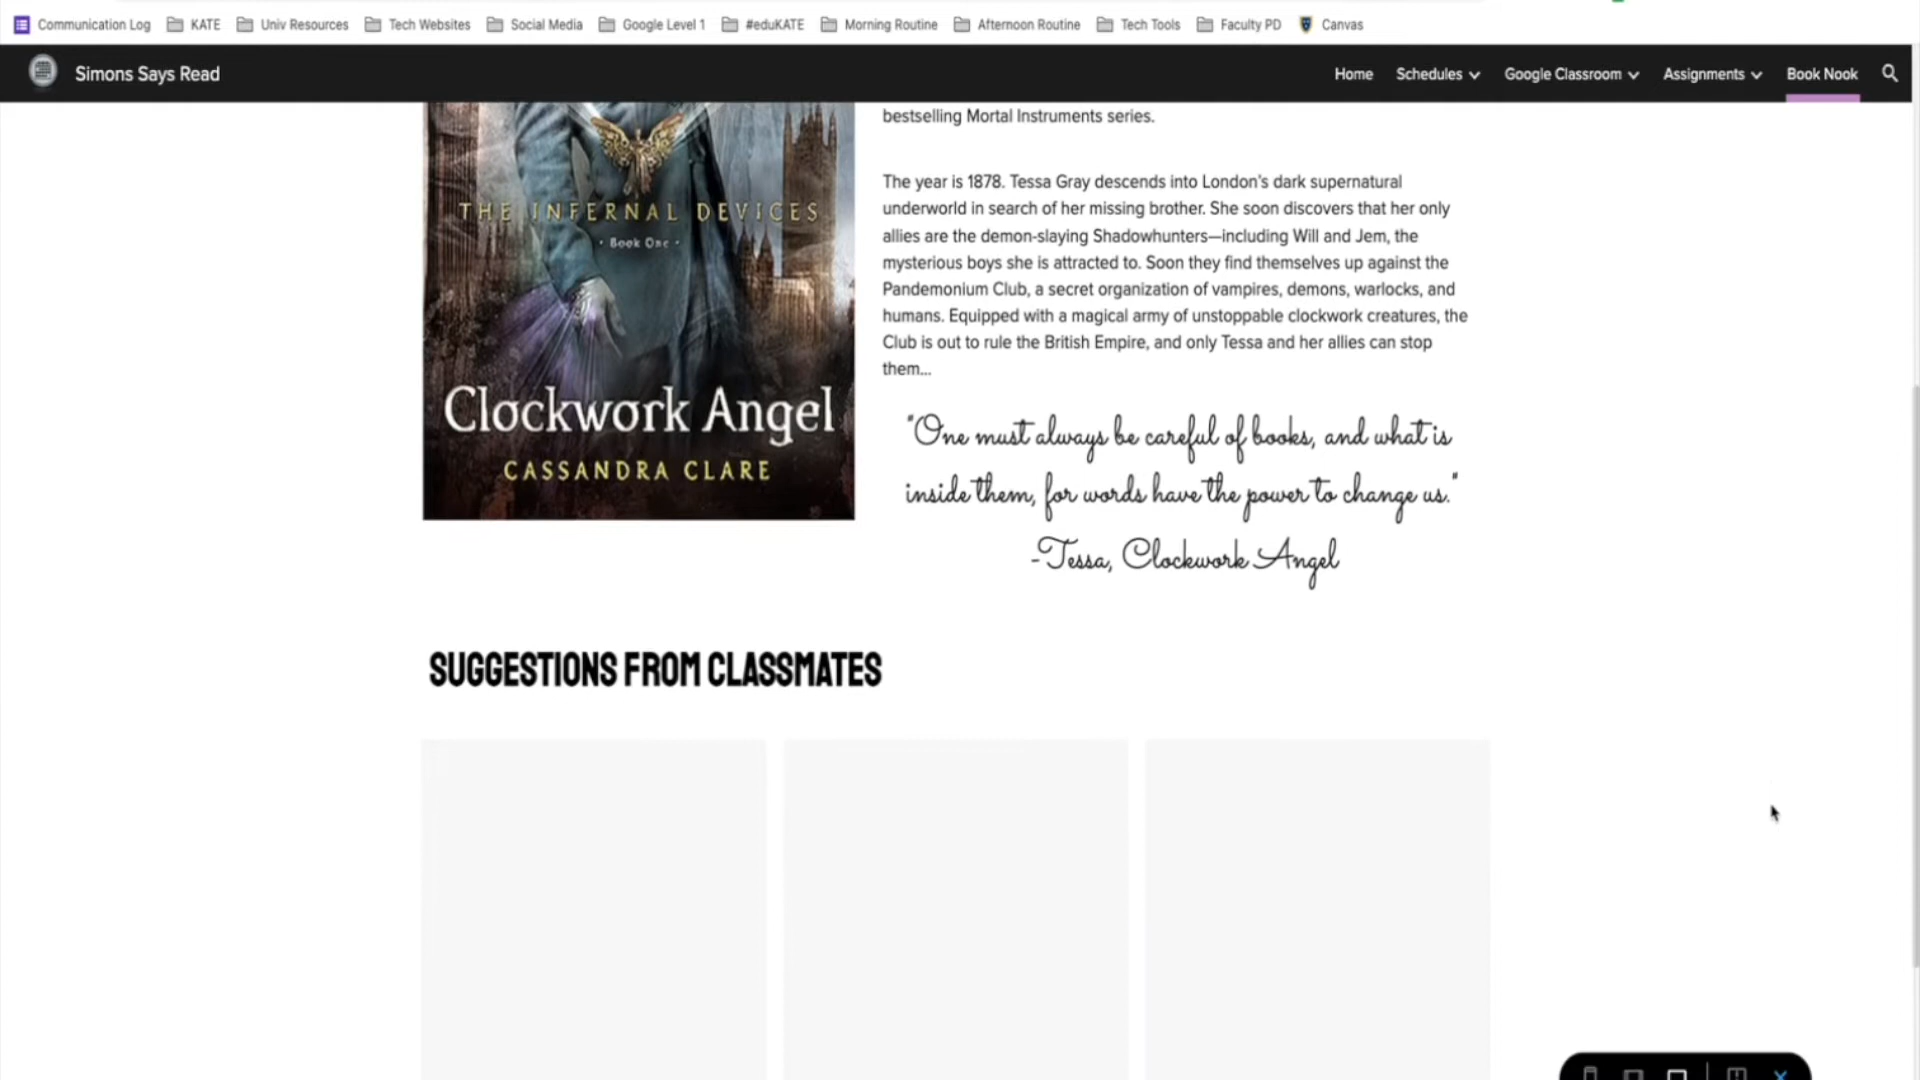 Communication Log KATE Univ Resources Tech Websites Social Media Google Level 1 #eduKATE Morning Routine Afternoon Routine Tech Tools Faculty PD Canvas
Simons Says Read Home Schedules Google Classroom Assignments Book Nook
bestselling Mortal Instruments series.
The year is 1878. Tessa Gray descends into London's dark supernatural
underworld in search of her missing brother. She soon discovers that her only
allies are the demon-slaying Shadowhunters—including Will and Jem, the
mysterious boys she is attracted to. Soon they find themselves up against the
Pandemonium Club, a secret organization of vampires, demons, warlocks, and
humans. Equipped with a magical army of unstoppable clockwork creatures, the
Club is out to rule the British Empire, and only Tessa and her allies can stop
them...
THE INFERNAL DEVICES
• Book One •
Clockwork Angel
CASSANDRA CLARE
"One must always be careful of books, and what is
inside them, for words have the power to change us."
-Tessa, Clockwork Angel
SUGGESTIONS FROM CLASSMATES